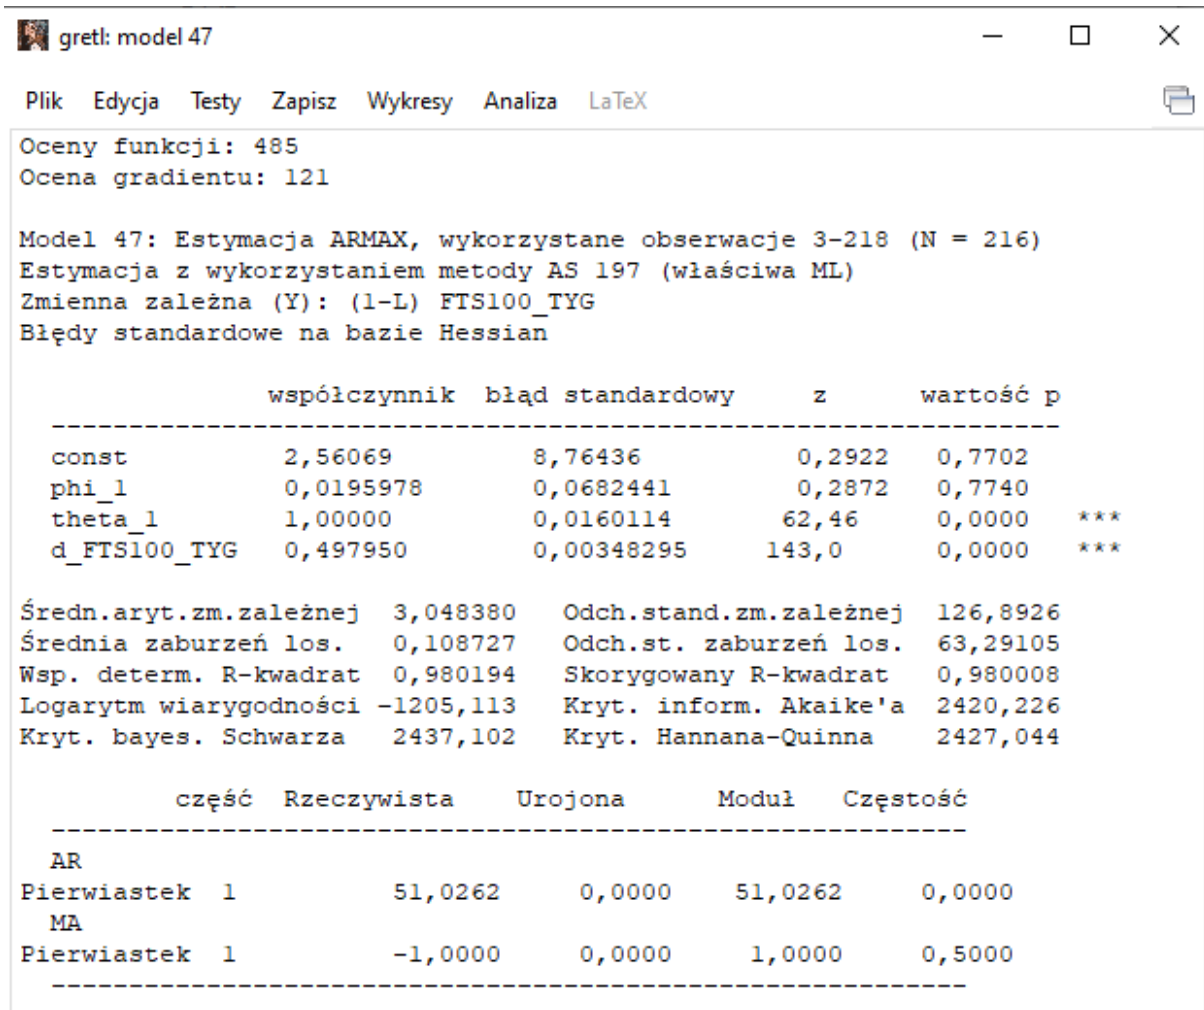 gretl: model 47
Plik Edycja Testy Zapisz Wykresy Analiza LaTeX
Oceny funkcji: 485
Ocena gradientu: 121
Model 47: Estymacja ARMAX, wykorzystane obserwacje 3-218 (N = 216)
Estymacja z wykorzystaniem metody AS 197 (właściwa ML)
Zmienna zależna (Y): (1-L) FTS100_TYG
Błędy standardowe na bazie Hessian
współczynnik błąd standardowy z wartość p
-----------------------------------------------------------------
const 2,56069 8,76436 0,2922 0,7702
phi_1 0,0195978 0,0682441 0,2872 0,7740
theta_1 1,00000 0,0160114 62,46 0,0000 ***
d_FTS100_TYG 0,497950 0,00348295 143,0 0,0000 ***
Średn.aryt.zm.zależnej 3,048380 Odch.stand.zm.zależnej 126,8926
Średnia zaburzeń los. 0,108727 Odch.st. zaburzeń los. 63,29105
Wsp. determ. R-kwadrat 0,980194 Skorygowany R-kwadrat 0,980008
Logarytm wiarygodności -1205,113 Kryt. inform. Akaike'a 2420,226
Kryt. bayes. Schwarza 2437,102 Kryt. Hannana-Quinna 2427,044
część Rzeczywista Urojona Moduł Częstość
-----------------------------------------------------------
AR
Pierwiastek 1 51,0262 0,0000 51,0262 0,0000
MA
Pierwiastek 1 -1,0000 0,0000 1,0000 0,5000
-----------------------------------------------------------